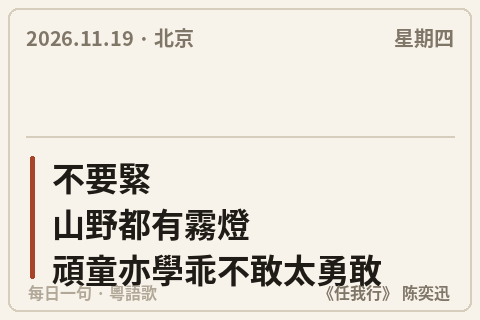 2026.11.19 · 北京
星期四
不要緊
山野都有霧燈
頑童亦學乖不敢太勇敢
每日一句 · 粵語歌
《任我行》 陈奕迅